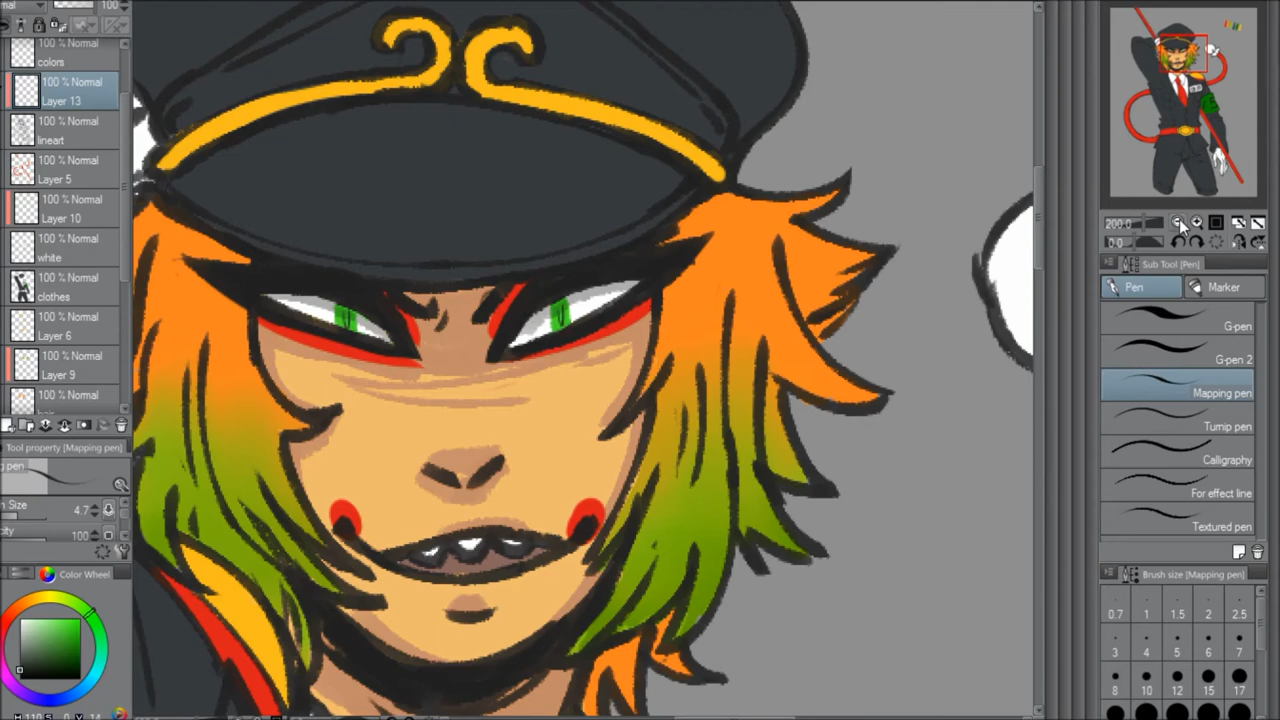 mal
100
100 % Normal
colors
100 % Normal
Layer 13
100 % Normal
lineart
100 % Normal
Layer 5
100 % Normal
Layer 10
100 % Normal
white
100 % Normal
clothes
100 % Normal
Layer 6
100 % Normal
Layer 9
100 % Normal
Tool property [Mapping pen]
g pen
h Size
4.7
city
100
Color Wheel
200.0
0.0
Sub Tool [Pen]
Pen
Marker
G-pen
G-pen 2
Mapping pen
Turnip pen
Calligraphy
For effect line
Textured pen
Brush size [Mapping pen]
0.7 1 1.5 2 2.5
3 4 5 6 7
8 10 12 15 17